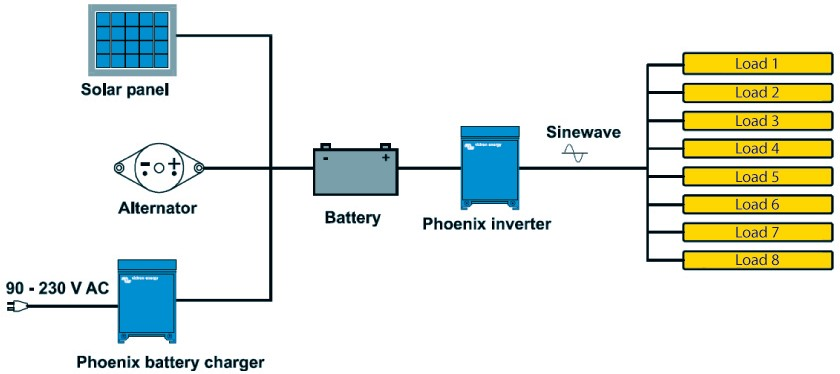 Solar panel
Alternator
90 - 230 V AC
Phoenix battery charger
- +
Battery
Phoenix inverter
Sinewave
Load 1
Load 2
Load 3
Load 4
Load 5
Load 6
Load 7
Load 8